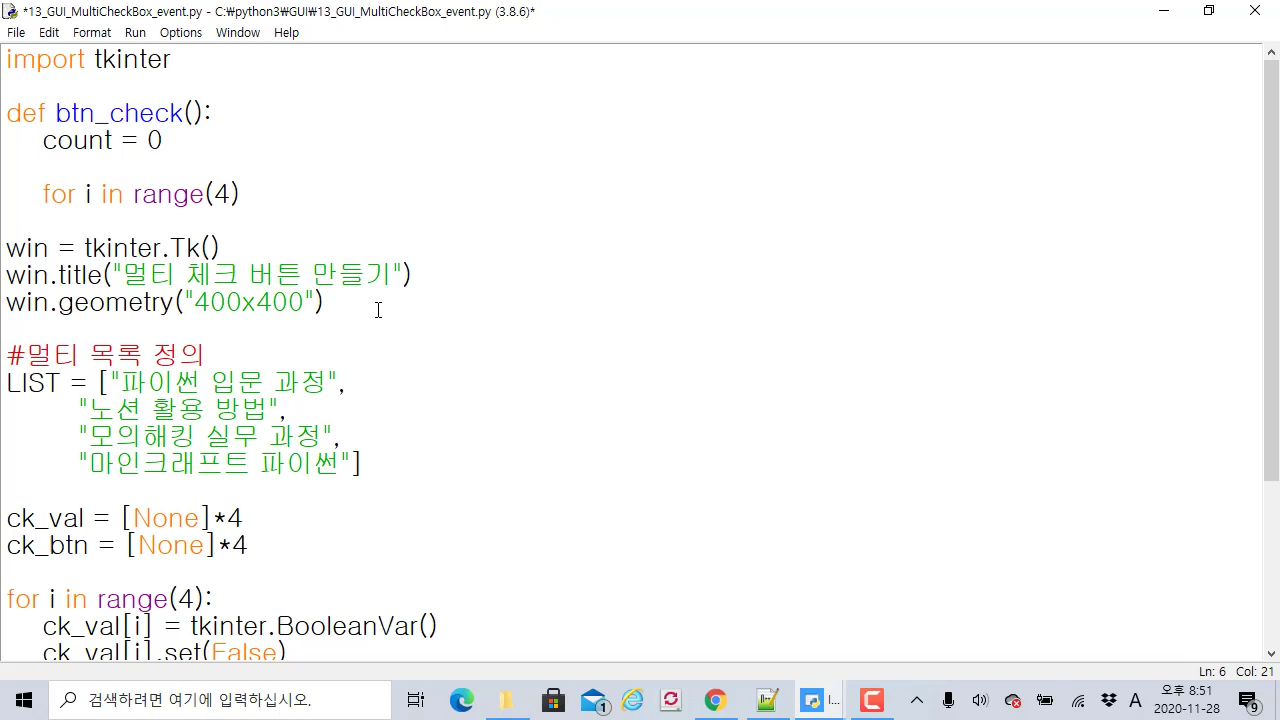 *13_GUI_MultiCheckBox_event.py - C:₩python3₩GUI₩13_GUI_MultiCheckBox_event.py (3.8.6)*
File Edit Format Run Options Window Help
import tkinter
def btn_check():
    count = 0
    for i in range(4)
win = tkinter.Tk()
win.title("멀티 체크 버튼 만들기")
win.geometry("400x400")
#멀티 목록 정의
LIST = ["파이썬 입문 과정",
        "노션 활용 방법",
        "모의해킹 실무 과정",
        "마인크래프트 파이썬"]
ck_val = [None]*4
ck_btn = [None]*4
for i in range(4):
    ck_val[i] = tkinter.BooleanVar()
    ck_val[i].set(False)
Ln: 6 Col: 21
검색하려면 여기에 입력하십시오.
1
I...
A
오후 8:51
2020-11-28
9